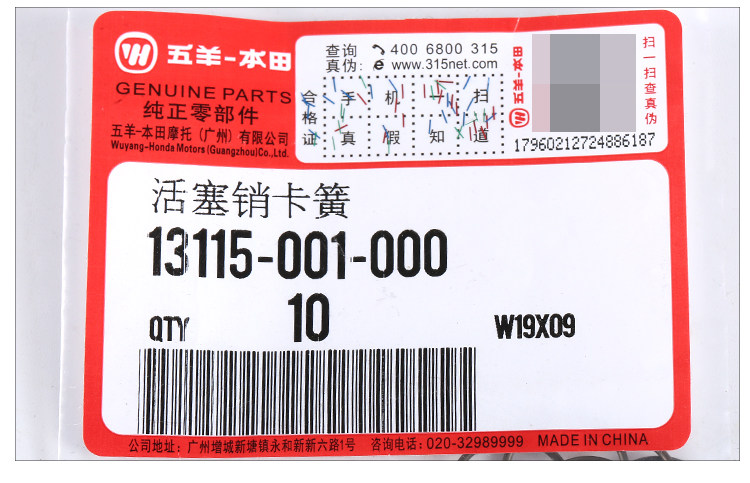 五羊-本田
GENUINE PARTS
纯正零部件
五羊-本田摩托(广州)有限公司
Wuyang-Honda Motors (Guangzhou)Co.,Ltd.
查询 400 6800 315
真伪: www.315net.com
合格证
手机一扫
真假知道
五羊-本田
扫一扫查真伪
17960212724886187
活塞销卡簧
13115-001-000
QTY 10 W19X09
公司地址: 广州增城新塘镇永和新新六路1号 咨询电话: 020-32989999 MADE IN CHINA